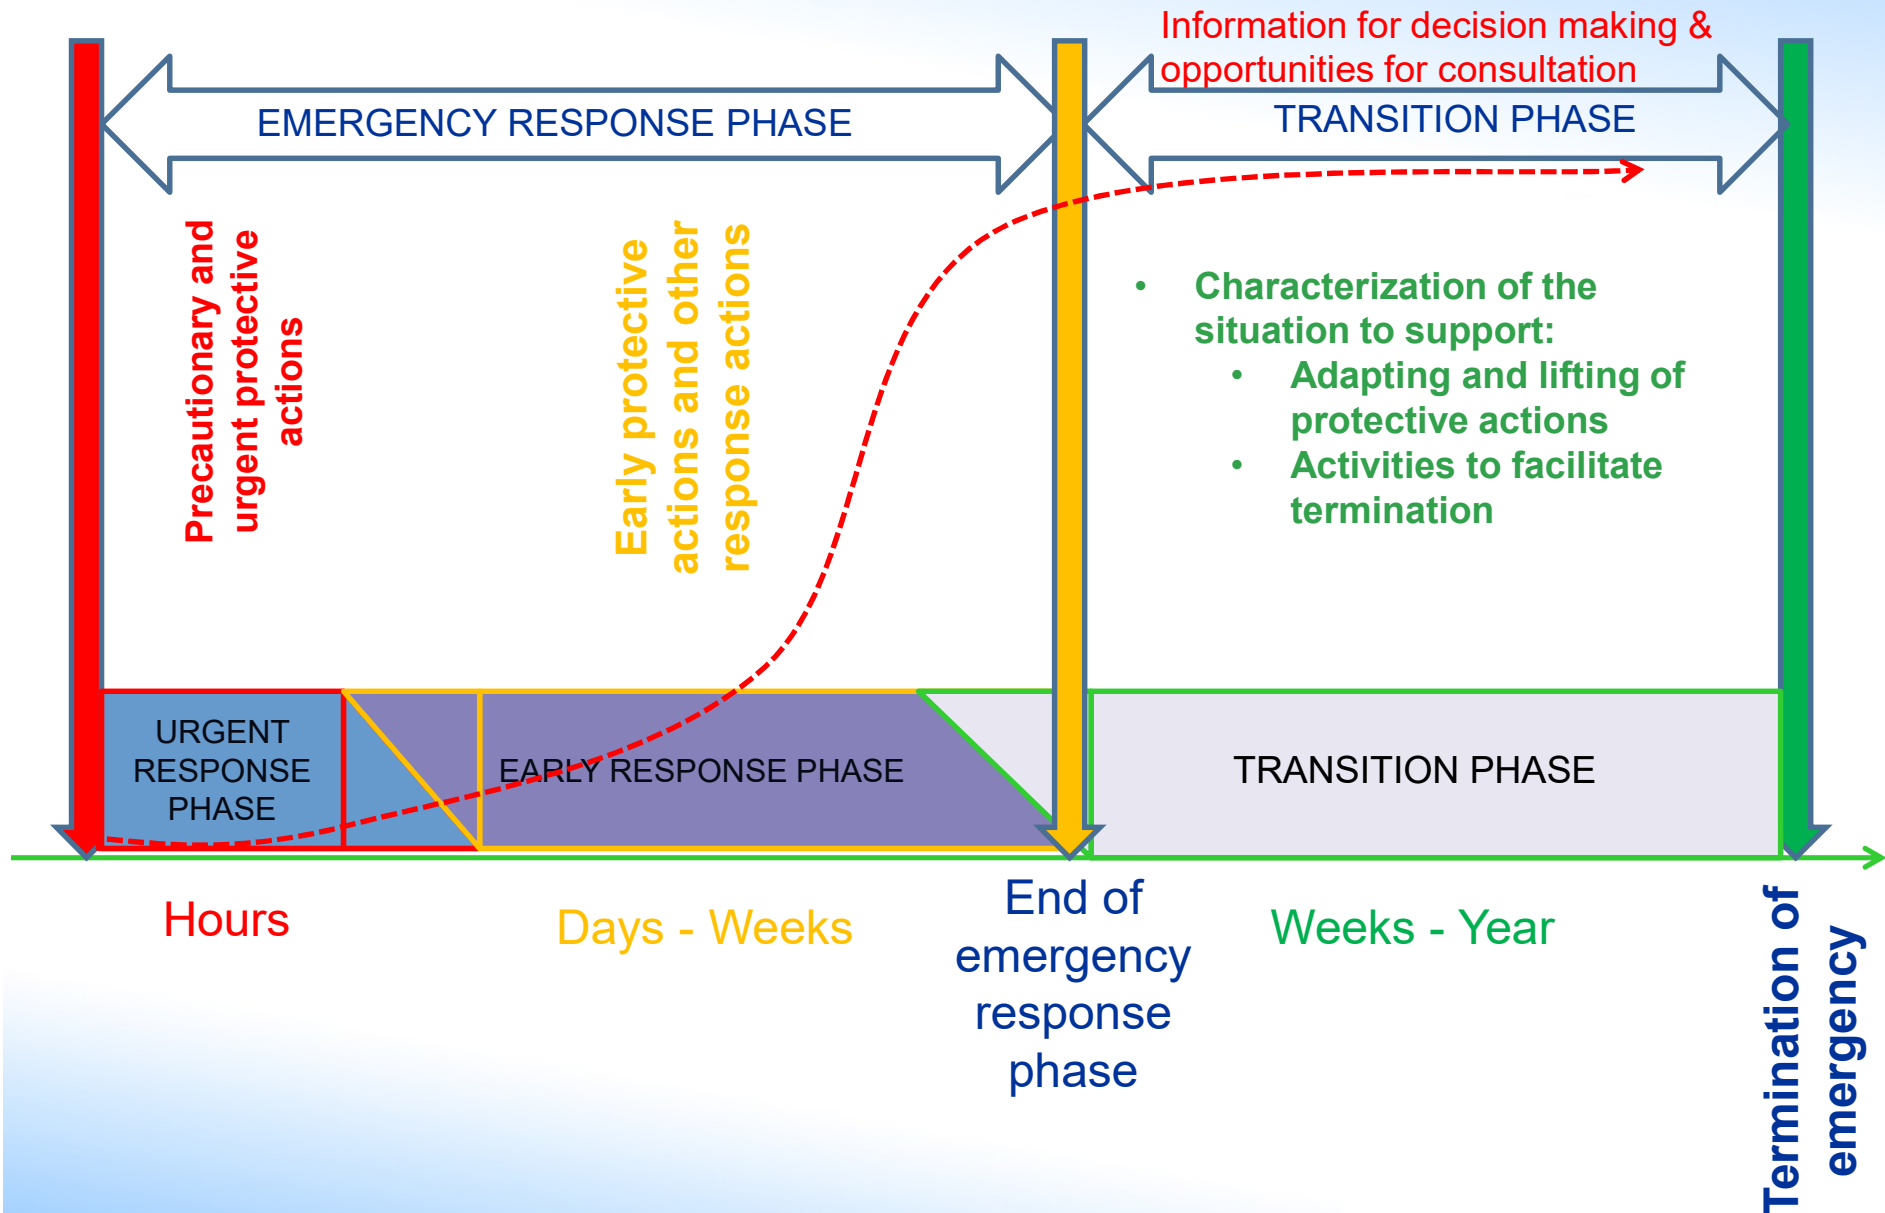 Information for decision making &
opportunities for consultation
EMERGENCY RESPONSE PHASE
TRANSITION PHASE
Precautionary and
urgent protective
actions
Early protective
actions and other
response actions
• Characterization of the
situation to support:
• Adapting and lifting of
protective actions
• Activities to facilitate
termination
URGENT
RESPONSE
PHASE
EARLY RESPONSE PHASE
TRANSITION PHASE
Hours
Days - Weeks
End of
emergency
response
phase
Weeks - Year
Termination of
emergency